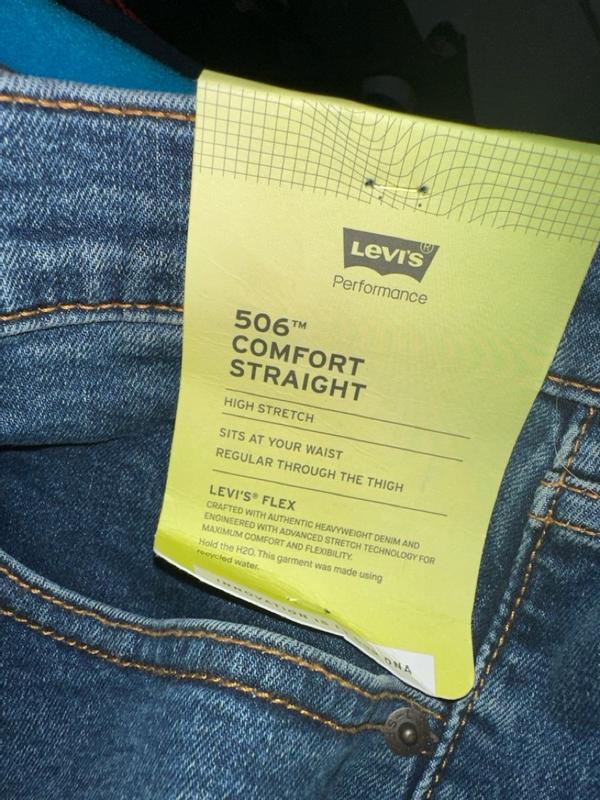 LEVI'S®
Performance
506™
COMFORT
STRAIGHT
HIGH STRETCH
SITS AT YOUR WAIST
REGULAR THROUGH THE THIGH
LEVI'S® FLEX
CRAFTED WITH AUTHENTIC HEAVYWEIGHT DENIM AND
ENGINEERED WITH ADVANCED STRETCH TECHNOLOGY FOR
MAXIMUM COMFORT AND FLEXIBILITY.
Hold the H2O. This garment was made using
recycled water.
INNOVATION